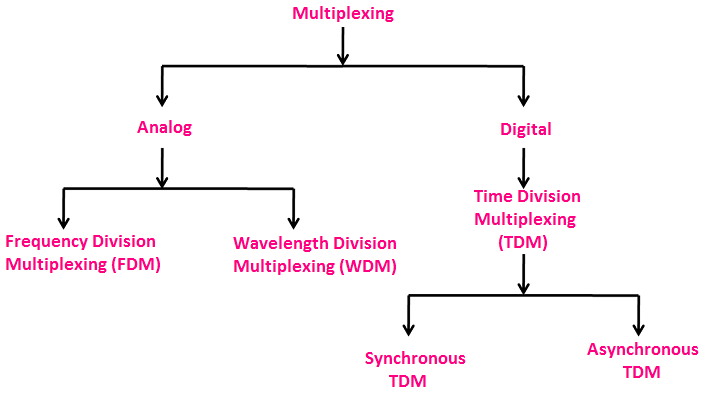 Multiplexing
Analog
Digital
Frequency Division
Multiplexing (FDM)
Wavelength Division
Multiplexing (WDM)
Time Division
Multiplexing
(TDM)
Synchronous
TDM
Asynchronous
TDM